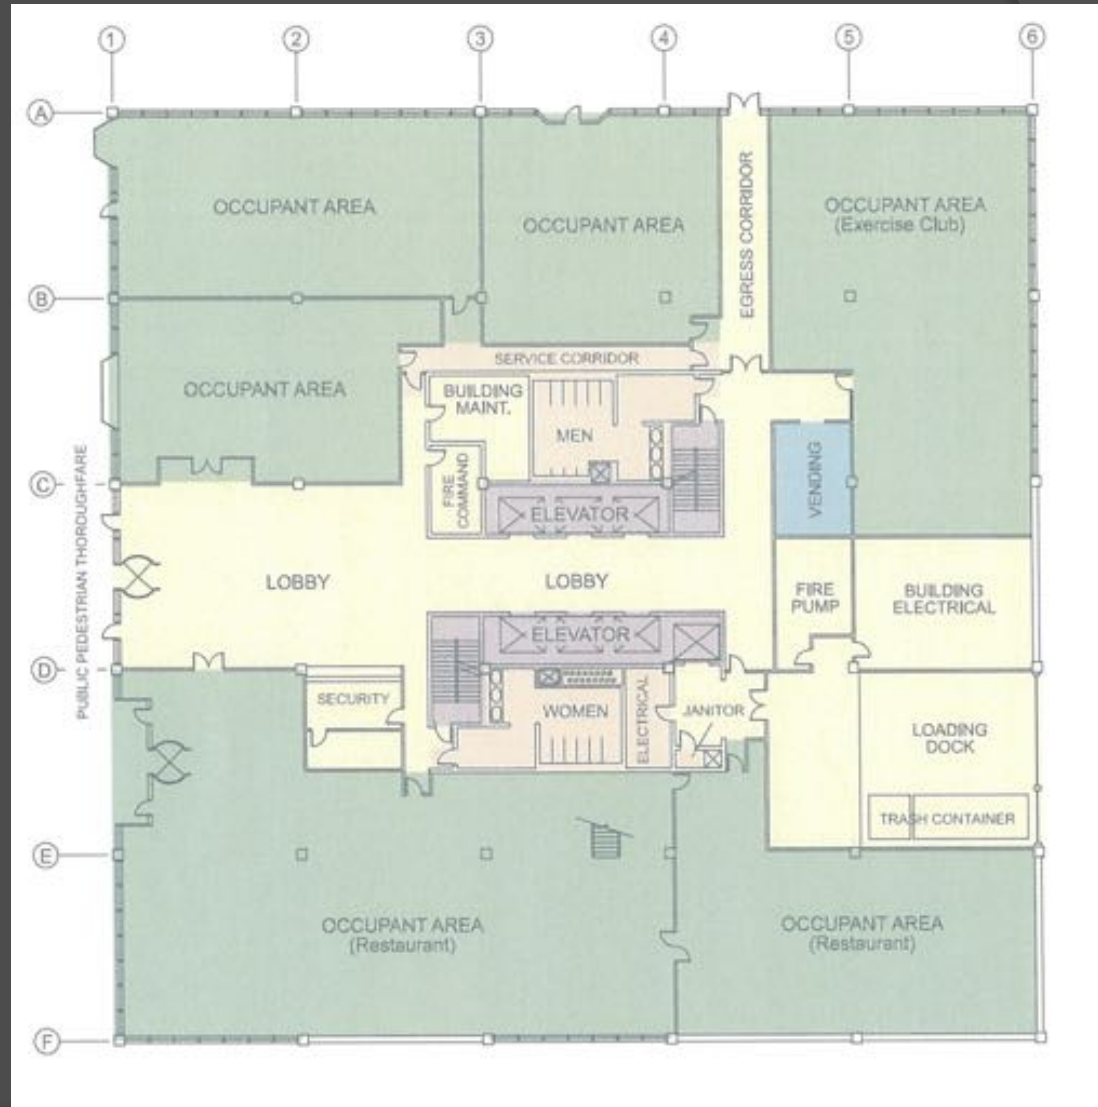 1 2 3 4 5 6
A
OCCUPANT AREA
OCCUPANT AREA
EGRESS CORRIDOR
OCCUPANT AREA
(Exercise Club)
B
SERVICE CORRIDOR
OCCUPANT AREA
BUILDING
MAINT.
MEN
FIRE
COMMAND
VENDING
C
ELEVATOR
PUBLIC PEDESTRIAN THOROUGHFARE
LOBBY
LOBBY
FIRE
PUMP
BUILDING
ELECTRICAL
ELEVATOR
D
SECURITY
WOMEN
ELECTRICAL
JANITOR
LOADING
DOCK
TRASH CONTAINER
E
OCCUPANT AREA
(Restaurant)
OCCUPANT AREA
(Restaurant)
F